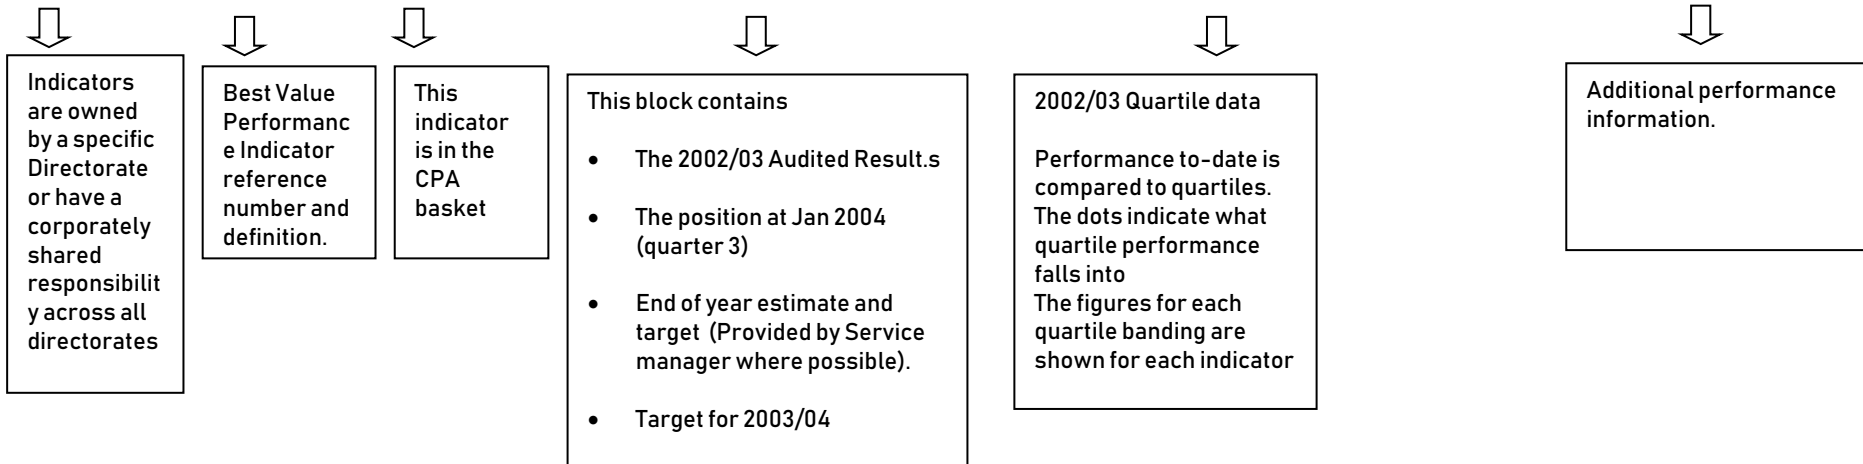 Indicators
are owned
by a specific
Directorate
or have a
corporately
shared
responsibilit
y across all
directorates
Best Value
Performanc
e Indicator
reference
number and
definition.
This
indicator
is in the
CPA
basket
This block contains
• The 2002/03 Audited Result.s
• The position at Jan 2004
(quarter 3)
• End of year estimate and
target (Provided by Service
manager where possible).
• Target for 2003/04
2002/03 Quartile data
Performance to-date is
compared to quartiles.
The dots indicate what
quartile performance
falls into
The figures for each
quartile banding are
shown for each indicator
Additional performance
information.